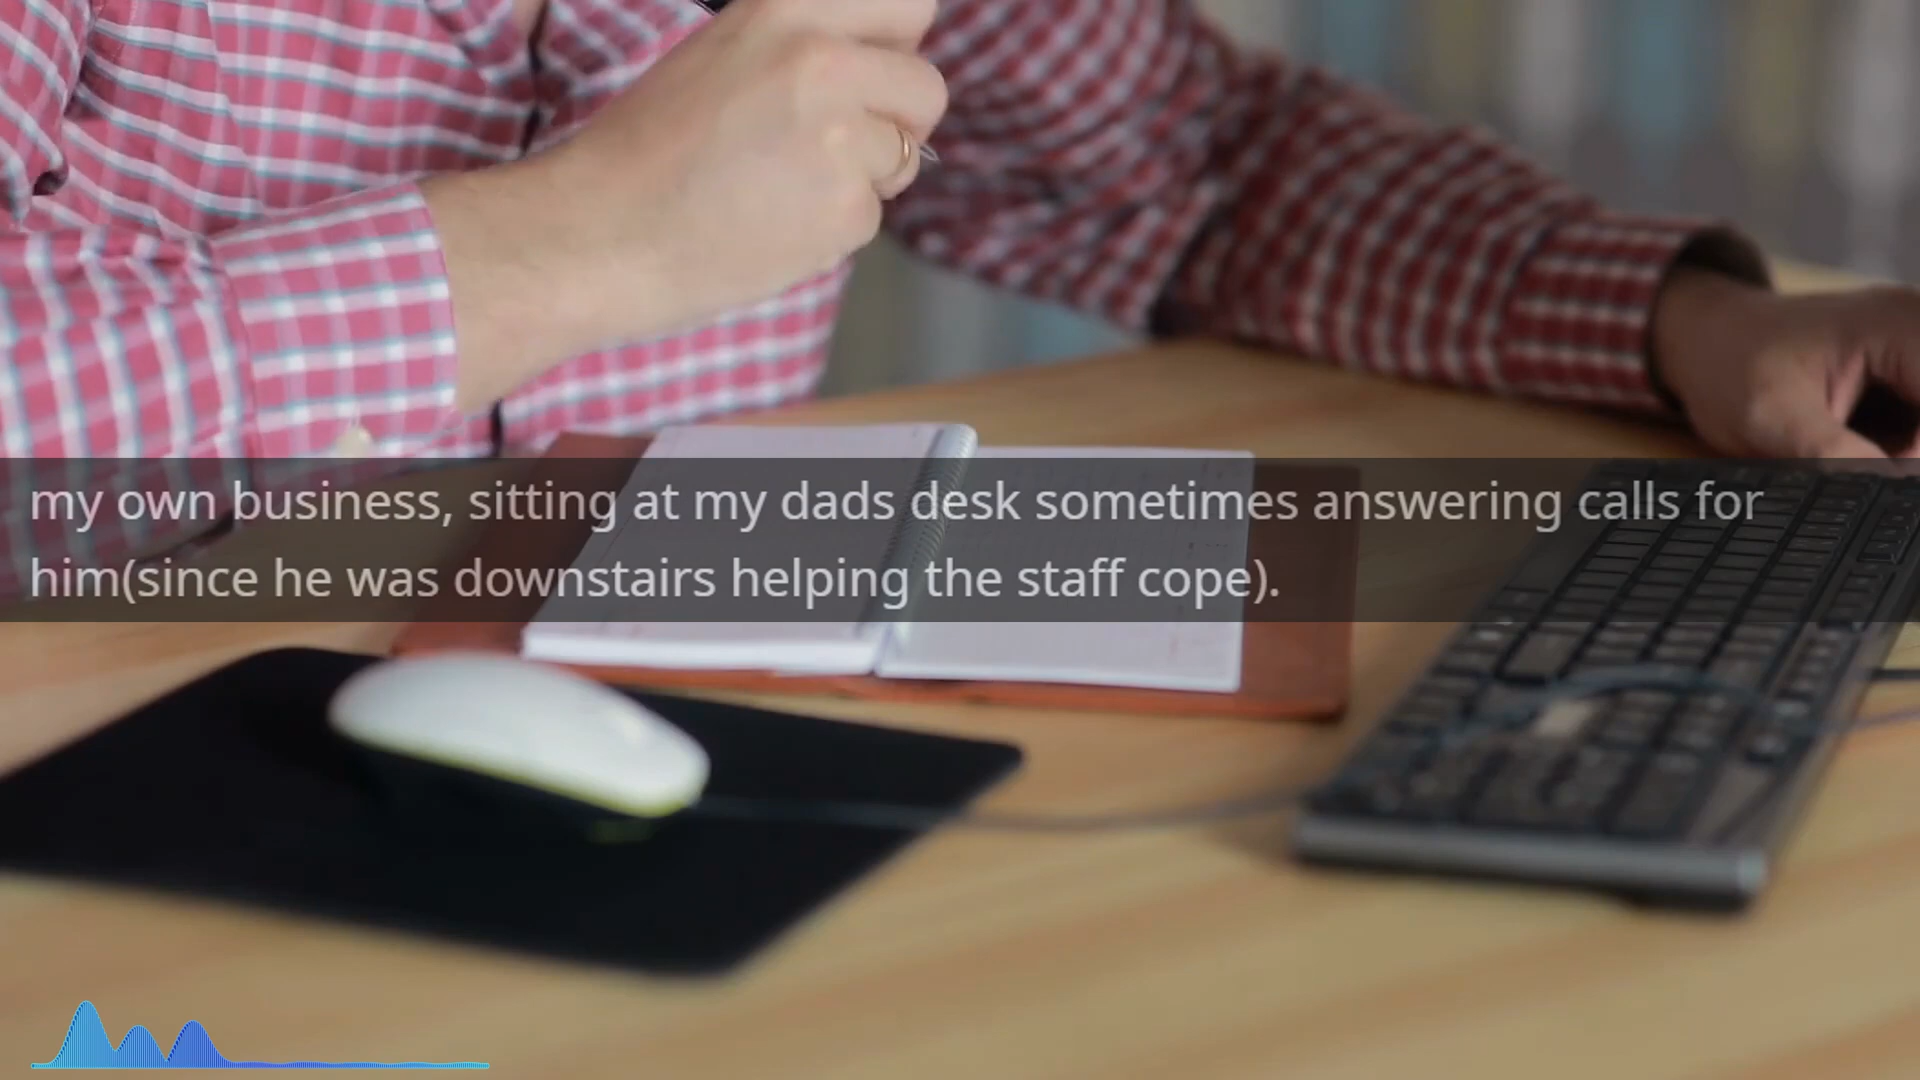 my own business, sitting at my dads desk sometimes answering calls for
him(since he was downstairs helping the staff cope).